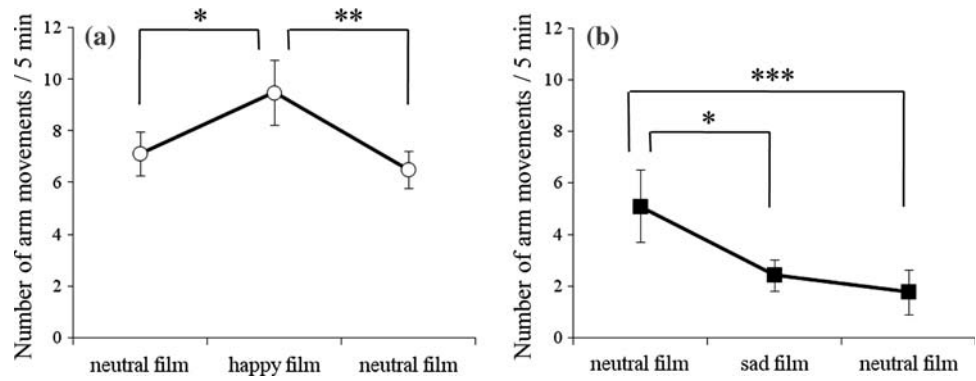 (a)
Number of arm movements / 5 min
12
10
8
6
4
2
0
*
**
neutral film
happy film
neutral film
(b)
Number of arm movements / 5 min
12
10
8
6
4
2
0
***
*
neutral film
sad film
neutral film